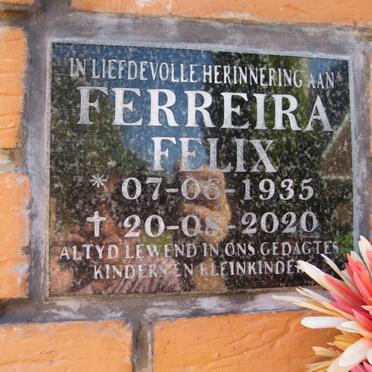 IN LIEFDEVOLLE HERINNERING AAN
FERREIRA
FELIX
* 07-06-1935
† 20-08-2020
ALTYD LEWEND IN ONS GEDAGTES
KINDERS EN KLEINKINDERS